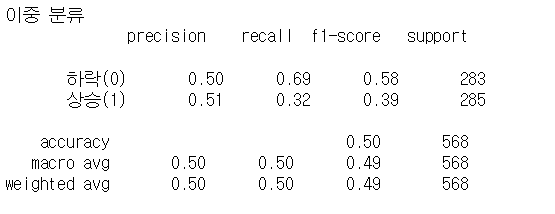 이중 분류
precision recall f1-score support
하락(0) 0.50 0.69 0.58 283
상승(1) 0.51 0.32 0.39 285
accuracy 0.50 568
macro avg 0.50 0.50 0.49 568
weighted avg 0.50 0.50 0.49 568